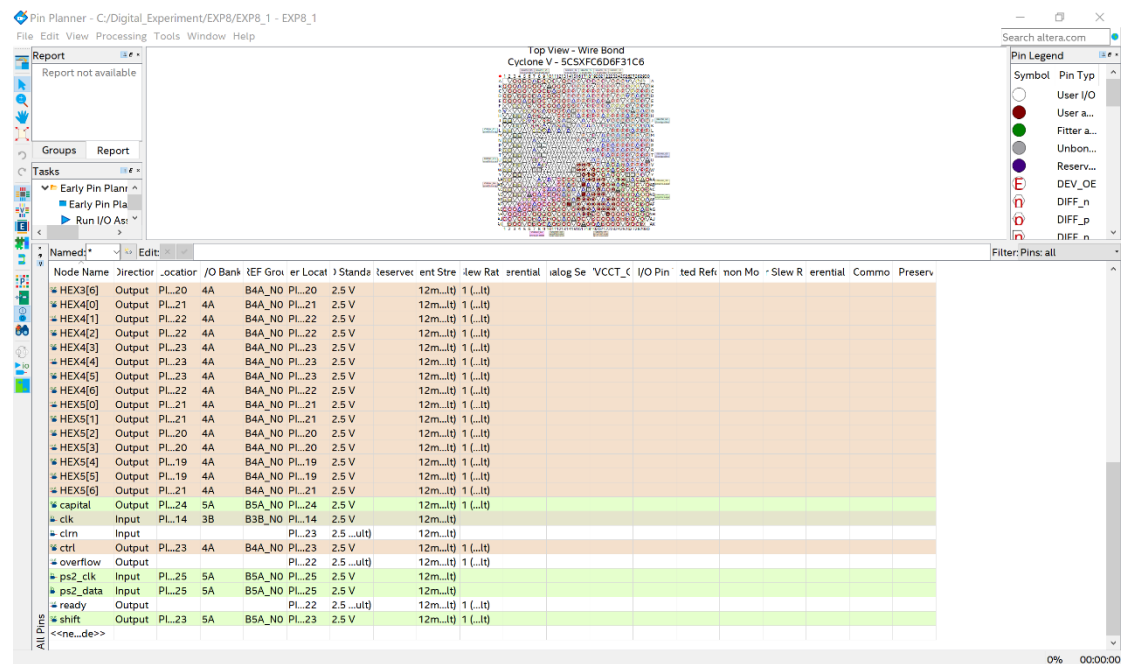 Pin Planner - C:/Digital_Experiment/EXP8/EXP8_1 - EXP8_1
File Edit View Processing Tools Window Help
Search altera.com
Report
Report not available
Groups Report
Tasks
Early Pin Plann
Early Pin Pla
Run I/O Ass
Top View - Wire Bond
Cyclone V - 5CSXFC6D6F31C6
Pin Legend
Symbol Pin Typ
User I/O
User a...
Fitter a...
Unbon...
Reserv...
E DEV_OE
n DIFF_n
p DIFF_p
n DIFF_n
Named: * Edit:
Filter: Pins: all
Node Name Directior Location /O Bank REF Grou er Locat Standa Reserved ent Stre lew Rat erential alog Se VCCT_C I/O Pin ted Refe mon Mo Slew R erential Commo Preserv
HEX3[6] Output PI...20 4A B4A_N0 PI...20 2.5 V 12m...lt) 1 (...lt)
HEX4[0] Output PI...21 4A B4A_N0 PI...21 2.5 V 12m...lt) 1 (...lt)
HEX4[1] Output PI...22 4A B4A_N0 PI...22 2.5 V 12m...lt) 1 (...lt)
HEX4[2] Output PI...22 4A B4A_N0 PI...22 2.5 V 12m...lt) 1 (...lt)
HEX4[3] Output PI...23 4A B4A_N0 PI...23 2.5 V 12m...lt) 1 (...lt)
HEX4[4] Output PI...23 4A B4A_N0 PI...23 2.5 V 12m...lt) 1 (...lt)
HEX4[5] Output PI...23 4A B4A_N0 PI...23 2.5 V 12m...lt) 1 (...lt)
HEX4[6] Output PI...22 4A B4A_N0 PI...22 2.5 V 12m...lt) 1 (...lt)
HEX5[0] Output PI...21 4A B4A_N0 PI...21 2.5 V 12m...lt) 1 (...lt)
HEX5[1] Output PI...21 4A B4A_N0 PI...21 2.5 V 12m...lt) 1 (...lt)
HEX5[2] Output PI...20 4A B4A_N0 PI...20 2.5 V 12m...lt) 1 (...lt)
HEX5[3] Output PI...20 4A B4A_N0 PI...20 2.5 V 12m...lt) 1 (...lt)
HEX5[4] Output PI...19 4A B4A_N0 PI...19 2.5 V 12m...lt) 1 (...lt)
HEX5[5] Output PI...19 4A B4A_N0 PI...19 2.5 V 12m...lt) 1 (...lt)
HEX5[6] Output PI...21 4A B4A_N0 PI...21 2.5 V 12m...lt) 1 (...lt)
capital Output PI...24 5A B5A_N0 PI...24 2.5 V 12m...lt) 1 (...lt)
clk Input PI...14 3B B3B_N0 PI...14 2.5 V 12m...lt)
clrn Input PI...23 2.5 ...ult) 12m...lt)
ctrl Output PI...23 4A B4A_N0 PI...23 2.5 V 12m...lt) 1 (...lt)
overflow Output PI...22 2.5 ...ult) 12m...lt) 1 (...lt)
ps2_clk Input PI...25 5A B5A_N0 PI...25 2.5 V 12m...lt)
ps2_data Input PI...25 5A B5A_N0 PI...25 2.5 V 12m...lt)
ready Output PI...22 2.5 ...ult) 12m...lt) 1 (...lt)
shift Output PI...23 5A B5A_N0 PI...23 2.5 V 12m...lt) 1 (...lt)
<<ne...de>>
All Pins
0% 00:00:00